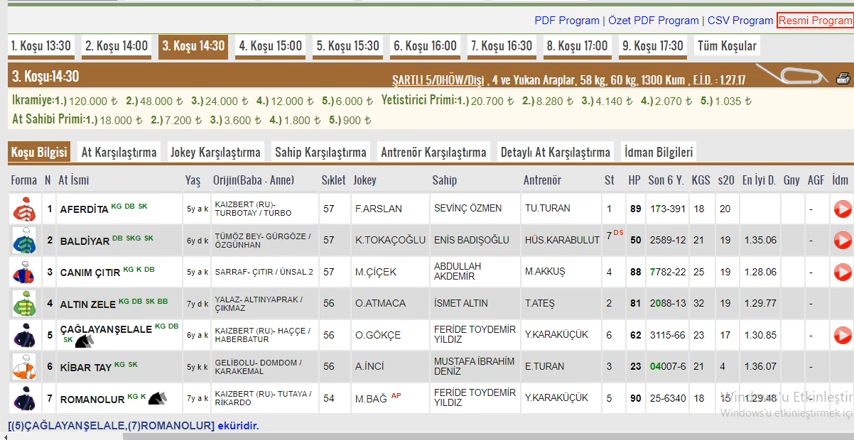 PDF Program | Özet PDF Program | CSV Program Resmi Program
1. Koşu 13:30 2. Koşu 14:00 3. Koşu 14:30 4. Koşu 15:00 5. Koşu 15:30 6. Koşu 16:00 7. Koşu 16:30 8. Koşu 17:00 9. Koşu 17:30 Tüm Koşular
3. Koşu:14:30 ŞARTLI 5/DHÖW/Dişi , 4 ve Yukarı Araplar, 58 kg, 60 kg, 1300 Kum , E.İ.D. : 1.27.17
Ikramiye:1.) 120.000 ₺ 2.) 48.000 ₺ 3.) 24.000 ₺ 4.) 12.000 ₺ 5.) 6.000 ₺ Yetistirici Primi:1.) 20.700 ₺ 2.) 8.280 ₺ 3.) 4.140 ₺ 4.) 2.070 ₺ 5.) 1.035 ₺
At Sahibi Primi:1.) 18.000 ₺ 2.) 7.200 ₺ 3.) 3.600 ₺ 4.) 1.800 ₺ 5.) 900 ₺
Koşu Bilgisi At Karşılaştırma Jokey Karşılaştırma Sahip Karşılaştırma Antrenör Karşılaştırma Detaylı At Karşılaştırma İdman Bilgileri
Forma N At İsmi Yaş Orijin(Baba - Anne) Sıklet Jokey Sahip Antrenör St HP Son 6 Y. KGS s20 En İyi D. Gny AGF İdm
1 AFERDİTA KG DB SK 5y a k KAIZBERT (RU)- TURBOTAY / TURBO 57 F.ARSLAN SEVİNÇ ÖZMEN TU.TURAN 1 89 173-391 18 20 -
2 BALDİYAR DB SKG SK 6y d k TÜMÖZ BEY- GÜRGÖZE / ÖZGÜNHAN 57 K.TOKAÇOĞLU ENİS BADIŞOĞLU HÜS.KARABULUT 7 DS 50 2589-12 21 19 1.35.06 -
3 CANIM ÇITIR KG K DB 5y a k SARRAF- ÇITIR / ÜNSAL 2 57 M.ÇİÇEK ABDULLAH AKDEMİR M.AKKUŞ 4 88 7782-22 25 19 1.28.06 -
4 ALTIN ZELE KG DB SK BB 7y d k YALAZ- ALTINYAPRAK / ÇIKMAZ 56 O.ATMACA İSMET ALTIN T.ATEŞ 2 81 2088-13 32 19 1.29.77 -
5 ÇAĞLAYANŞELALE KG DB SK 6y a k KAIZBERT (RU)- HAÇÇE / HABERTURK 56 O.GÖKÇE FERİDE TOYDEMİR YILDIZ Y.KARAKÜÇÜK 6 62 3115-66 23 17 1.30.85 -
6 KİBAR TAY KG SK 5y k k GELİBOLU- DOMDOM / KARAKEMAL 56 A.İNCİ MUSTAFA İBRAHİM DENİZ E.TURAN 3 23 04007-6 21 4 1.36.07 -
7 ROMANOLUR KG K 7y a k KAIZBERT (RU)- TUTAYA / RIKARDO 54 M.BAĞ AP FERİDE TOYDEMİR YILDIZ Y.KARAKÜÇÜK 5 90 25-6340 18 15 1.29.48 -
Windows'u Etkinleştir
Windows'u etkinleştirmek iç
[(5)ÇAĞLAYANŞELALE,(7)ROMANOLUR] eküridir.